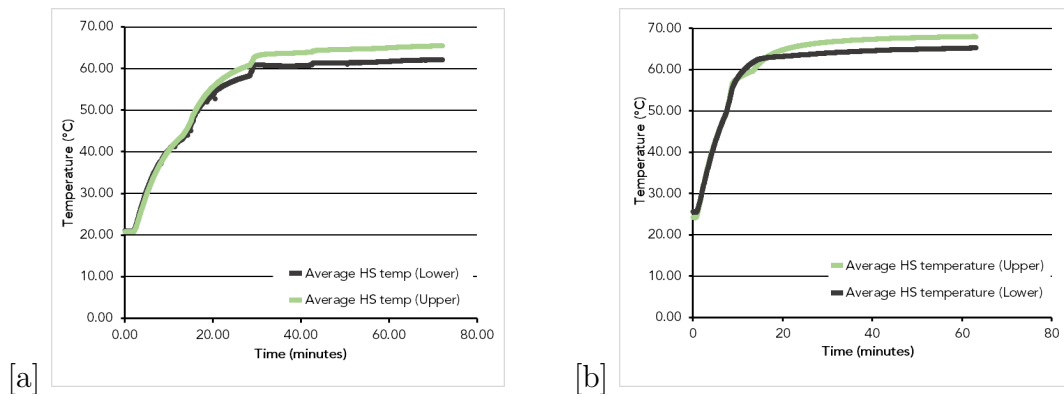 70.00
60.00
50.00
40.00
30.00
20.00
10.00
0.00
Temperature (°C)
Average HS temp (Lower)
Average HS temp (Upper)
0.00 20.00 40.00 60.00 80.00
Time (minutes)
[a]
70.00
60.00
50.00
40.00
30.00
20.00
10.00
0.00
Temperature (°C)
Average HS temperature (Upper)
Average HS temperature (Lower)
0 20 40 60 80
Time (minutes)
[b]